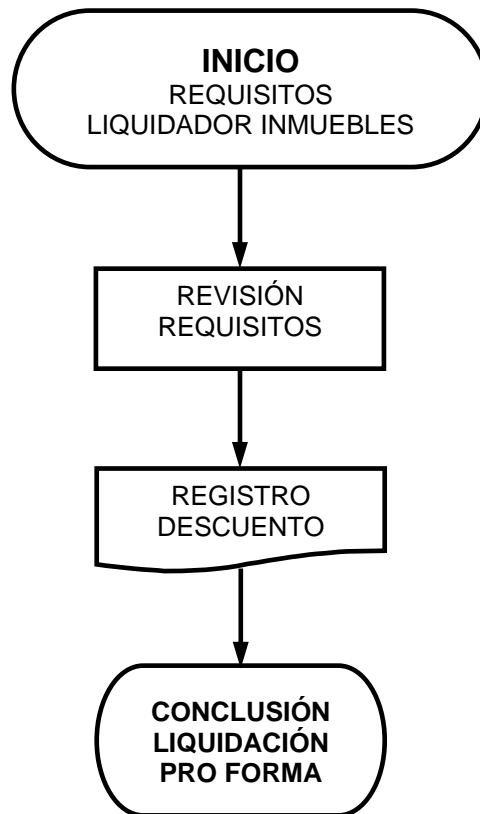 INICIO
REQUISITOS
LIQUIDADOR INMUEBLES
REVISIÓN
REQUISITOS
REGISTRO
DESCUENTO
CONCLUSIÓN
LIQUIDACIÓN
PRO FORMA